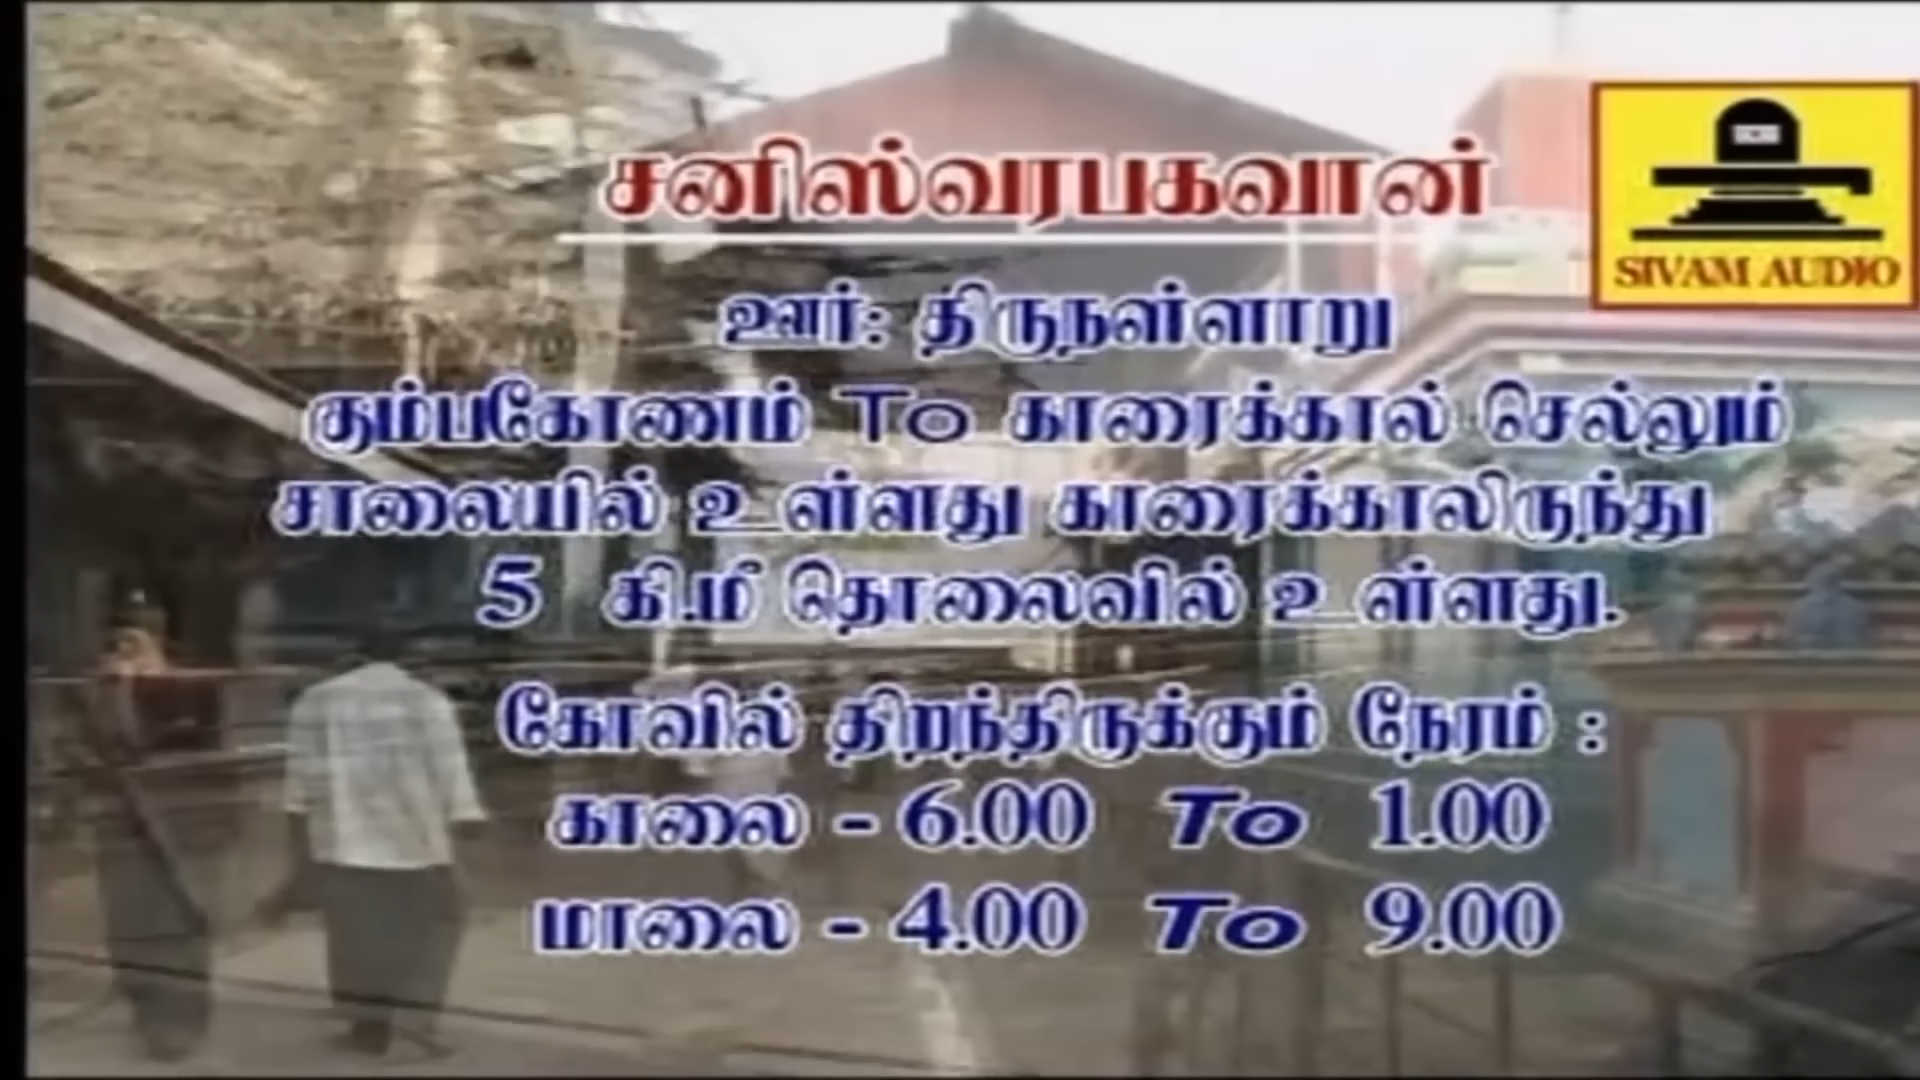 சனிஸ்வரபகவான்
SIVAM AUDIO
ஊர்: திருநள்ளாறு
கும்பகோணம் To காரைக்கால் செல்லும்
சாலையில் உள்ளது காரைக்காலிருந்து
5 கி.மீ தொலைவில் உள்ளது.
கோவில் திறந்திருக்கும் நேரம் :
காலை - 6.00 To 1.00
மாலை - 4.00 To 9.00